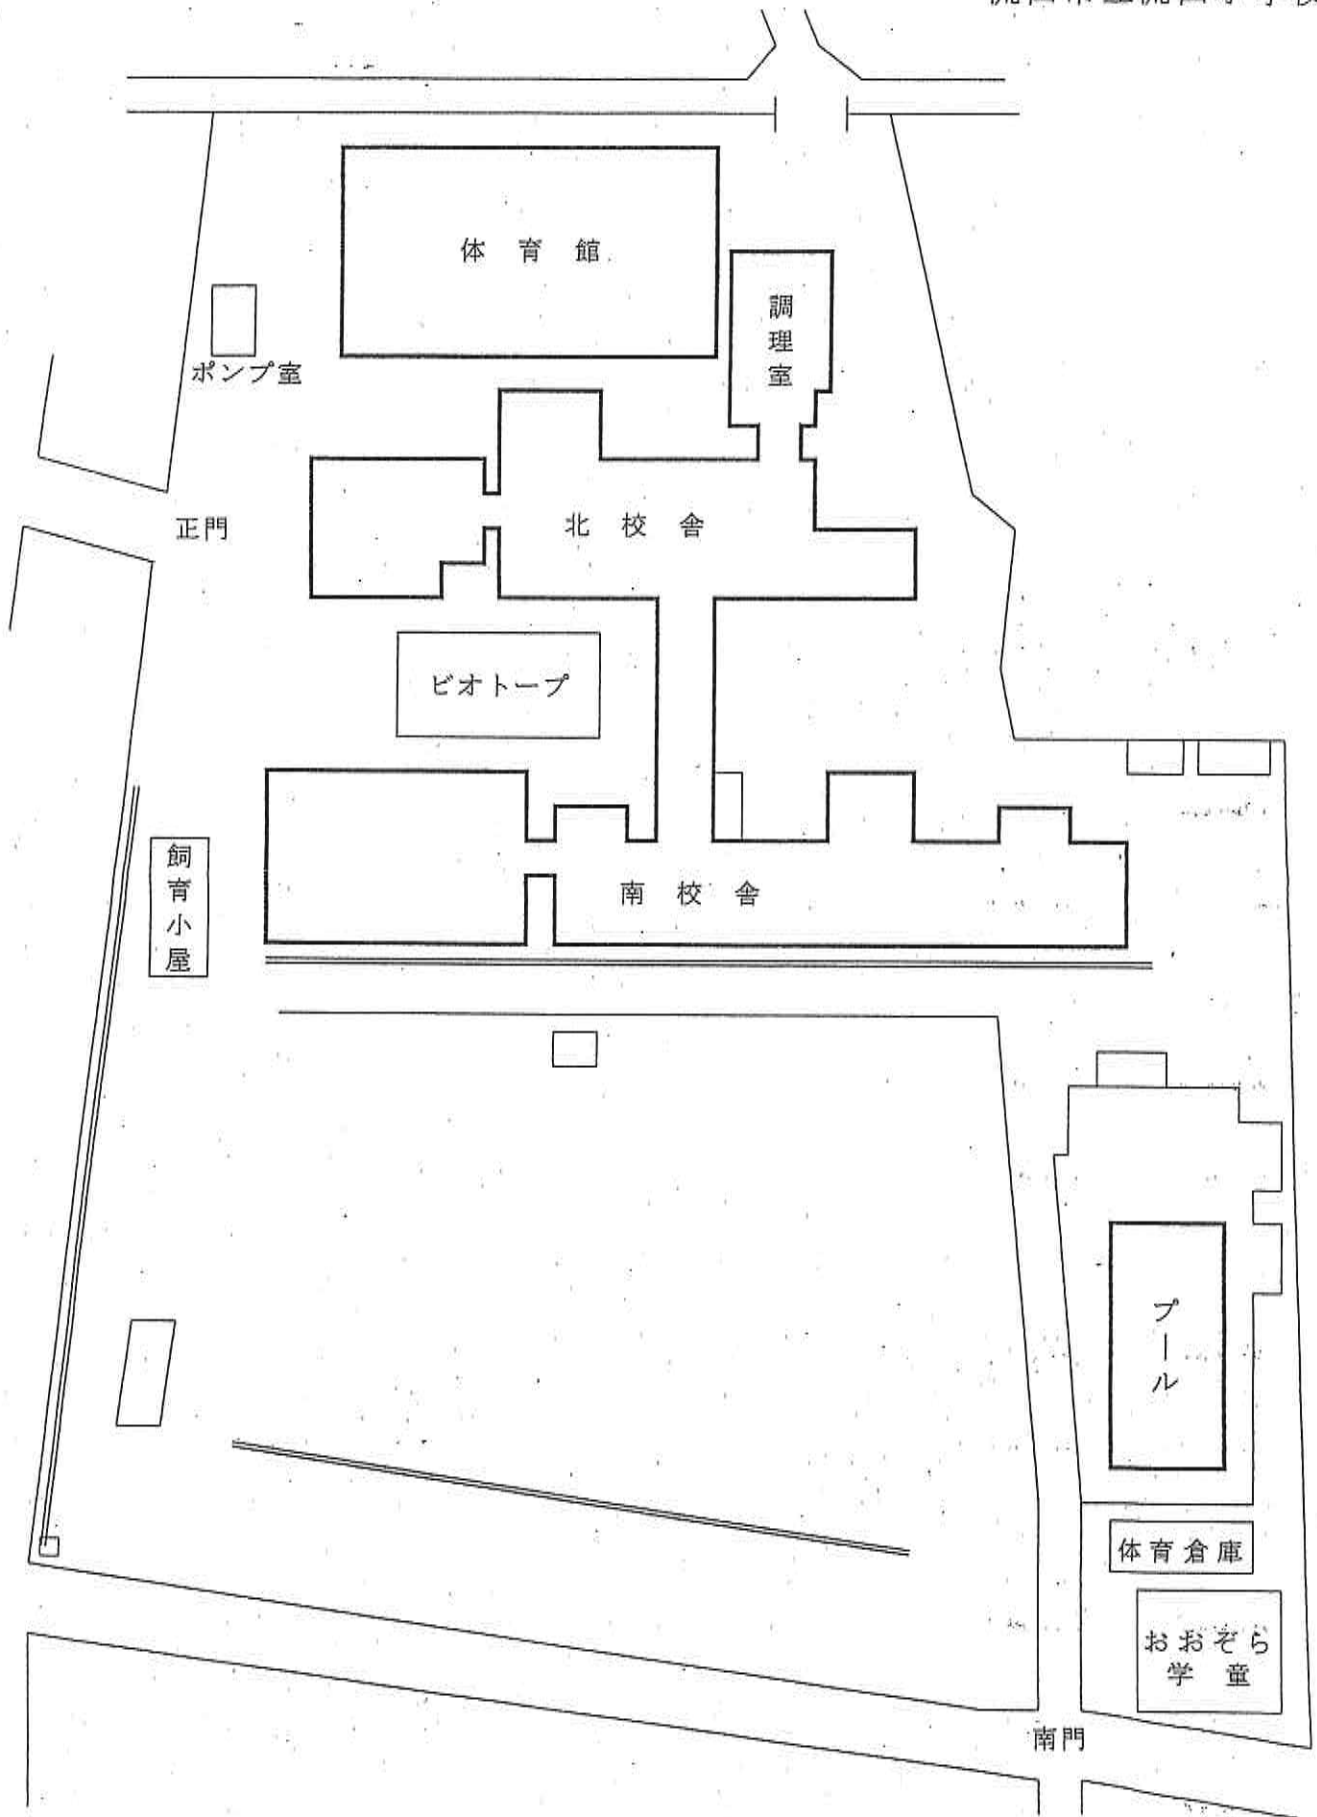 体育館
調理室
ポンプ室
正門
北校舎
ビオトープ
飼育小屋
南校舎
プール
体育倉庫
おおぞら
学童
南門